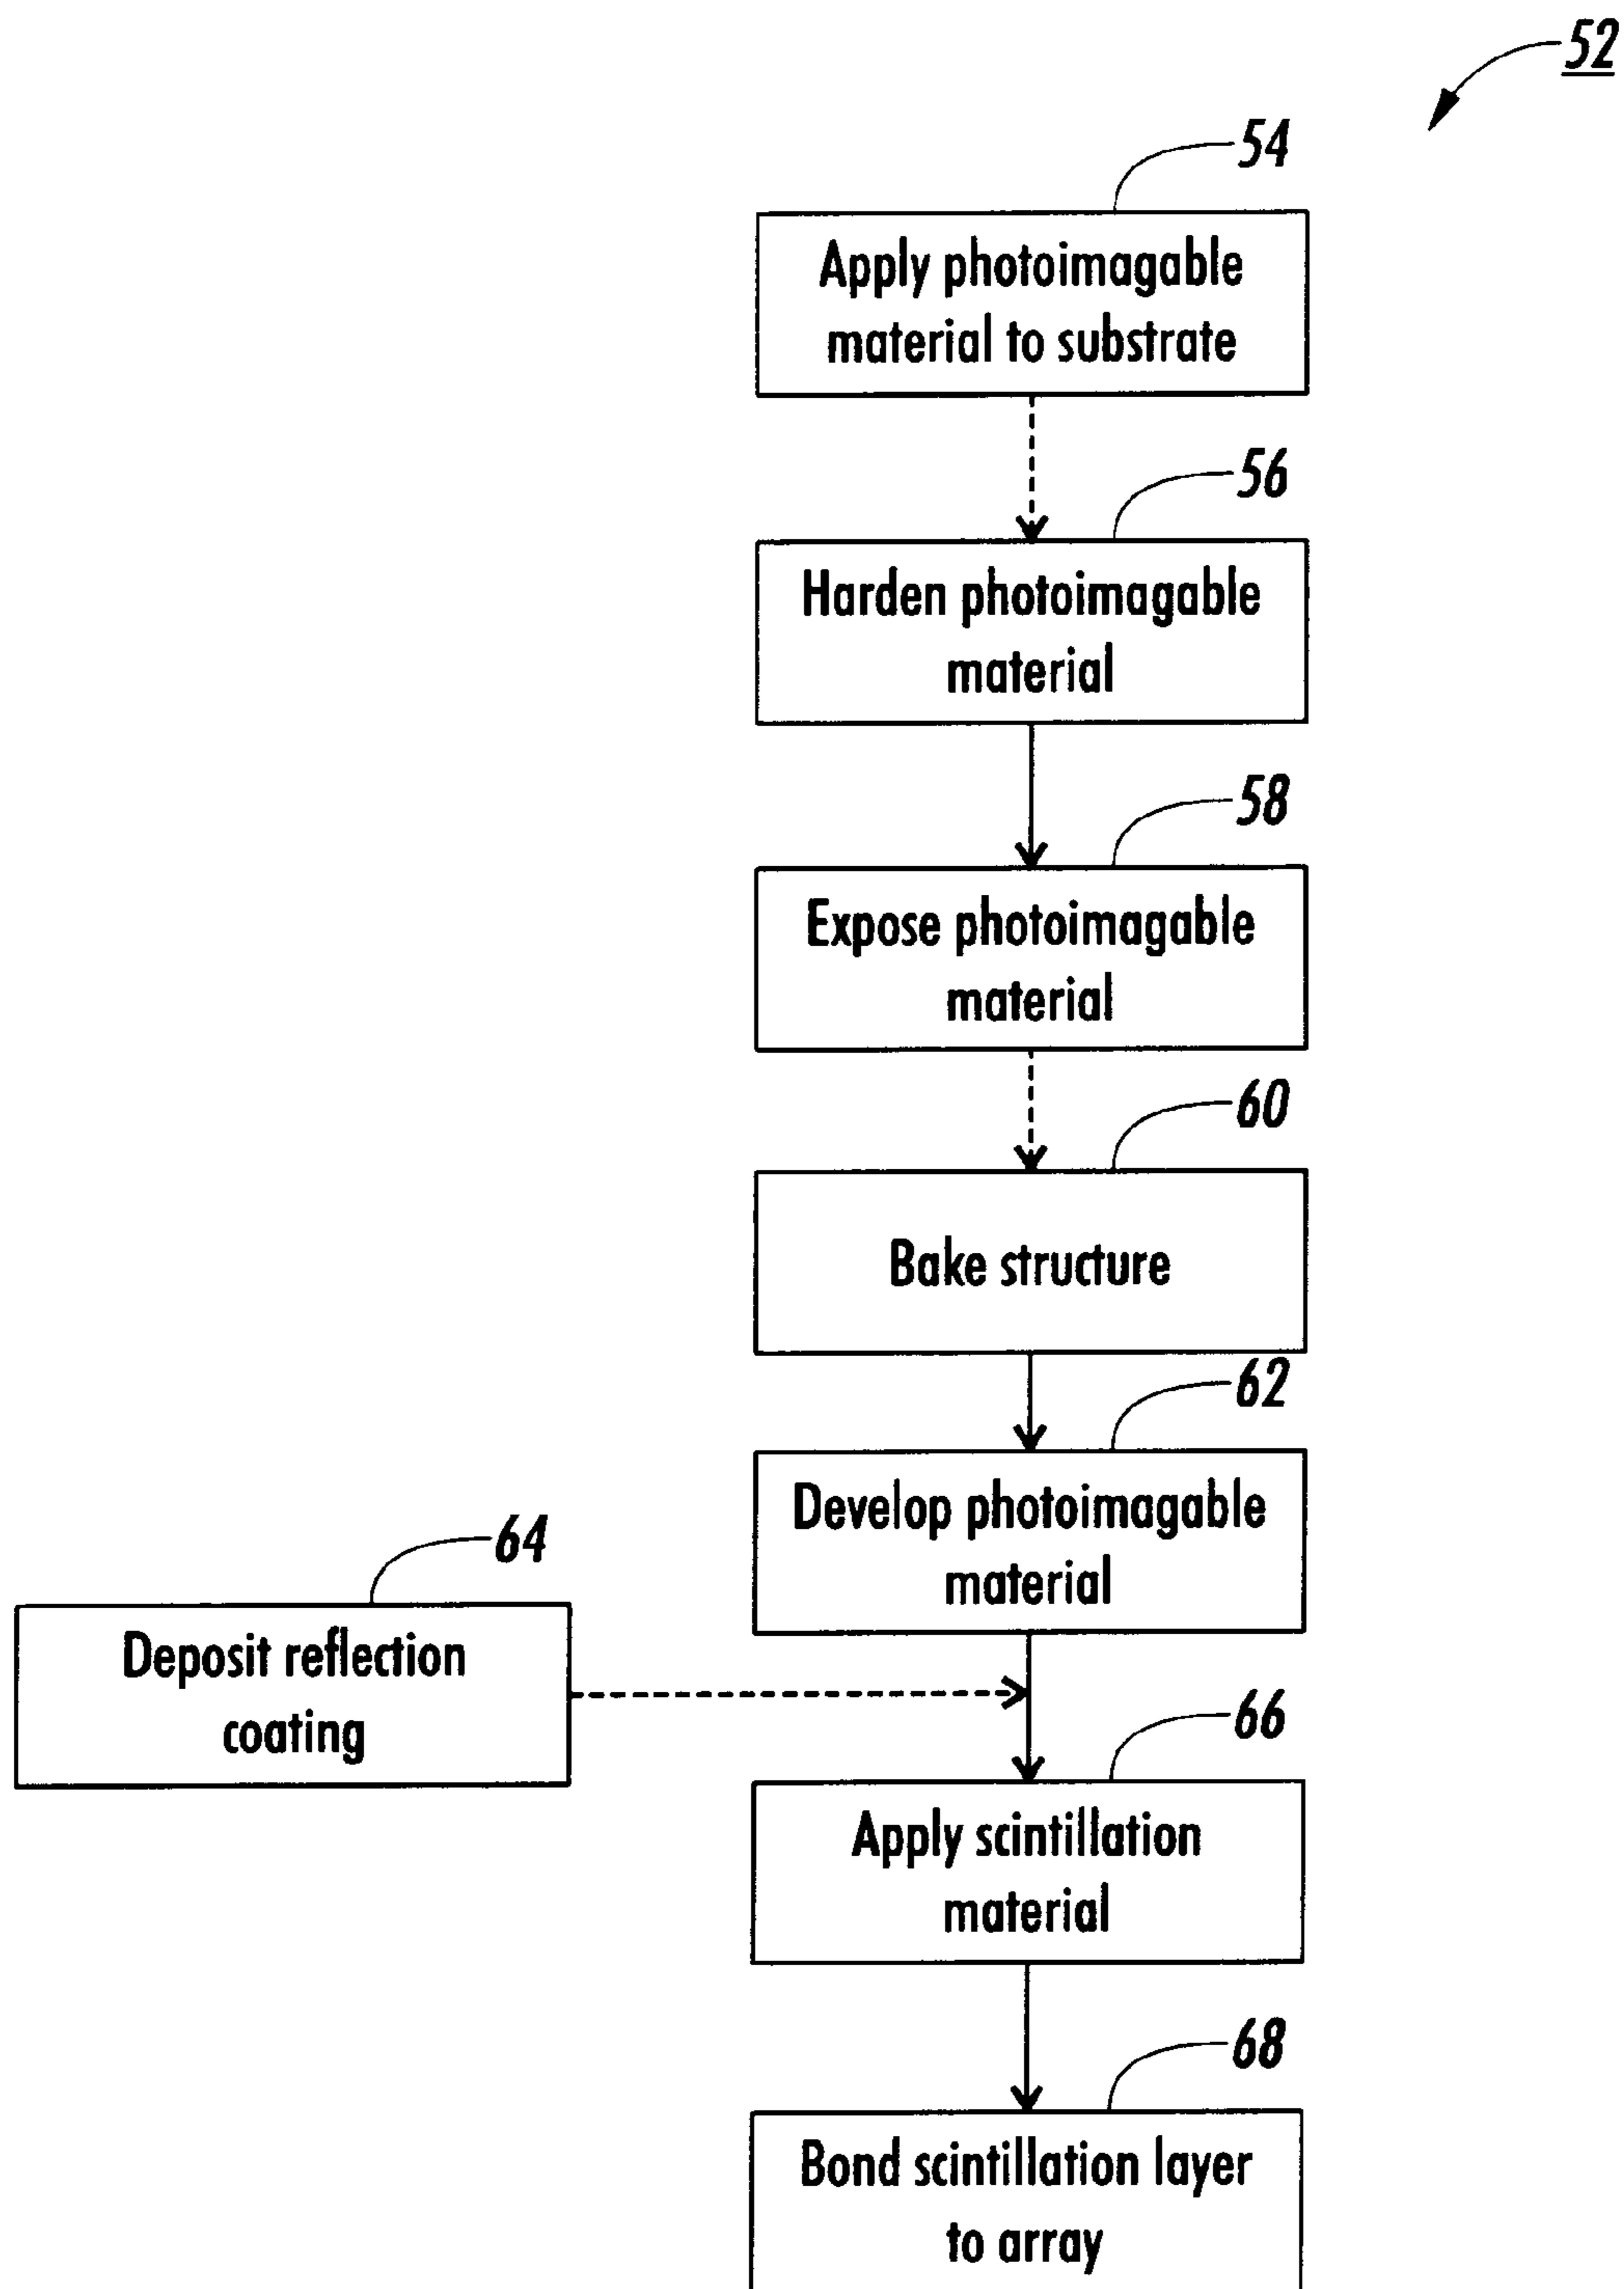 52
54
Apply photoimagable
material to substrate
56
Harden photoimagable
material
58
Expose photoimagable
material
60
Bake structure
62
Develop photoimagable
material
64
Deposit reflection
coating
66
Apply scintillation
material
68
Bond scintillation layer
to array